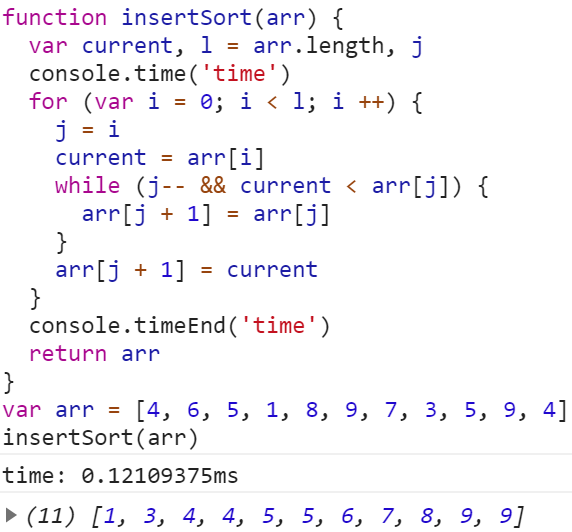 function insertSort(arr) {
  var current, l = arr.length, j
  console.time('time')
  for (var i = 0; i < l; i ++) {
    j = i
    current = arr[i]
    while (j-- && current < arr[j]) {
      arr[j + 1] = arr[j]
    }
    arr[j + 1] = current
  }
  console.timeEnd('time')
  return arr
}
var arr = [4, 6, 5, 1, 8, 9, 7, 3, 5, 9, 4]
insertSort(arr)
time: 0.12109375ms
▶ (11) [1, 3, 4, 4, 5, 5, 6, 7, 8, 9, 9]